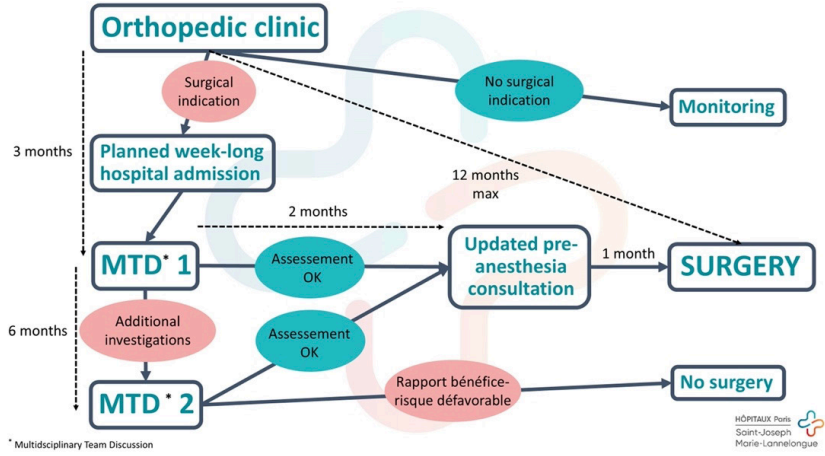 Orthopedic clinic
Surgical
indication
No surgical
indication
Monitoring
3 months
Planned week-long
hospital admission
12 months
max
2 months
MTD* 1
Assessement
OK
Updated pre-
anesthesia
consultation
1 month
SURGERY
6 months
Additional
investigations
Assessement
OK
MTD* 2
Rapport bénéfice-
risque défavorable
No surgery
* Multidsciplinary Team Discussion
HÔPITAUX Paris
Saint-Joseph
Marie-Lannelongue